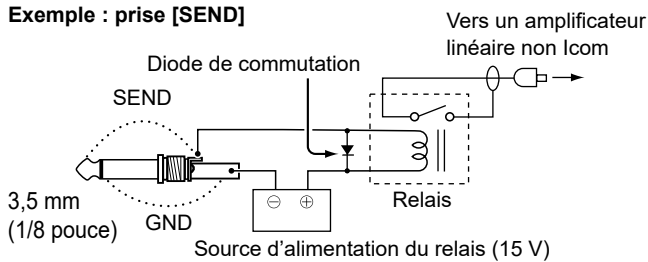 Exemple : prise [SEND]
Vers un amplificateur
linéaire non Icom
Diode de commutation
SEND
3,5 mm
(1/8 pouce)
GND
⊖ ⊕
Relais
Source d’alimentation du relais (15 V)